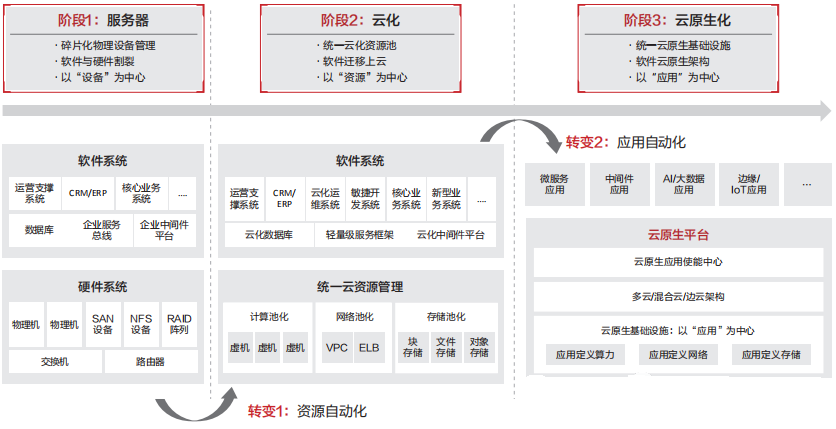 阶段1：服务器
· 碎片化物理设备管理
· 软件与硬件割裂
· 以“设备”为中心
阶段2：云化
· 统一云化资源池
· 软件迁移上云
· 以“资源”为中心
阶段3：云原生化
· 统一云原生基础设施
· 软件云原生架构
· 以“应用”为中心
软件系统
运营支撑
系统
CRM/ERP
核心业务
系统
....
数据库
企业服务
总线
企业中间件
平台
硬件系统
物理机
物理机
SAN
设备
NFS
设备
RAID
阵列
交换机
路由器
转变1：资源自动化
软件系统
运营支
撑系统
CRM/
ERP
云化运
维系统
敏捷开
发系统
核心业
务系统
新型业
务系统
....
云化数据库
轻量级服务框架
云化中间件平台
统一云资源管理
计算池化
虚机
虚机
虚机
网络池化
VPC
ELB
存储池化
块
存储
文件
存储
对象
存储
转变2：应用自动化
微服务
应用
中间件
应用
AI/大数据
应用
边缘/
IoT应用
...
云原生平台
云原生应用使能中心
多云/混合云/边云架构
云原生基础设施：以“应用”为中心
应用定义算力
应用定义网络
应用定义存储